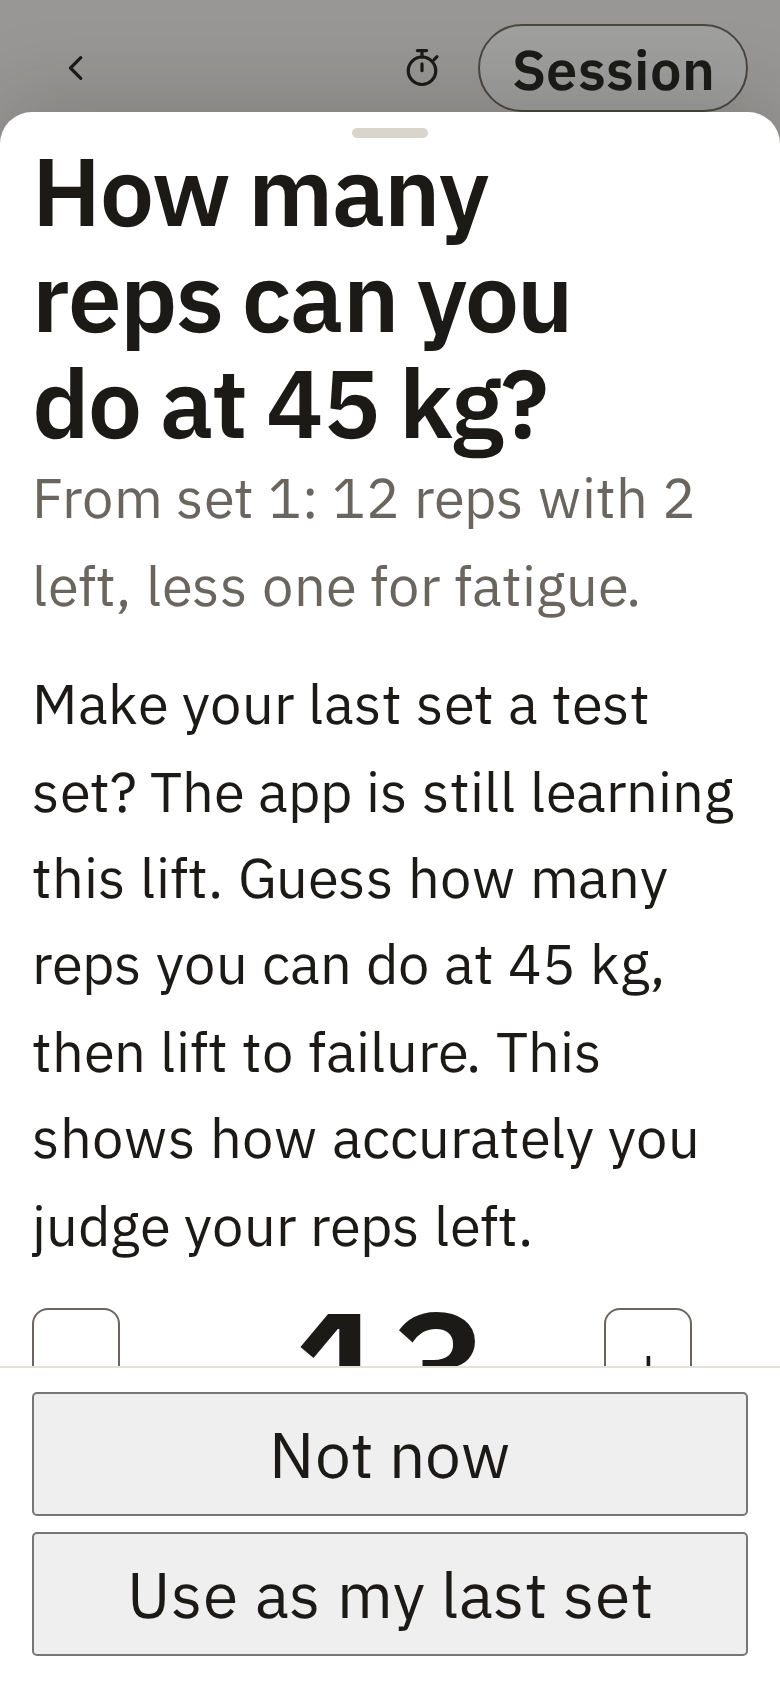 Session
How many
reps can you
do at 45 kg?
From set 1: 12 reps with 2
left, less one for fatigue.
Make your last set a test
set? The app is still learning
this lift. Guess how many
reps you can do at 45 kg,
then lift to failure. This
shows how accurately you
judge your reps left.
13
Not now
Use as my last set